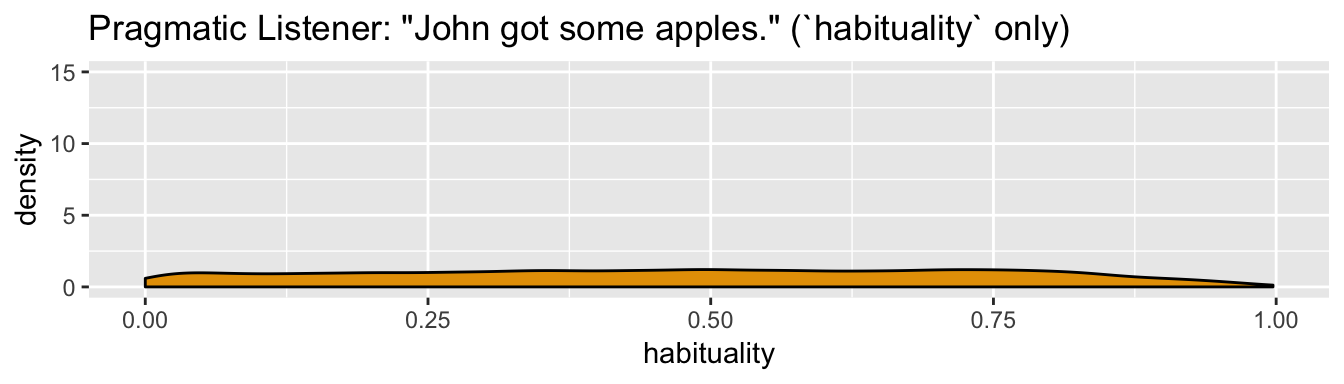 Pragmatic Listener: "John got some apples." (`habituality` only)
15
10
5
0
density
0.00 0.25 0.50 0.75 1.00
habituality